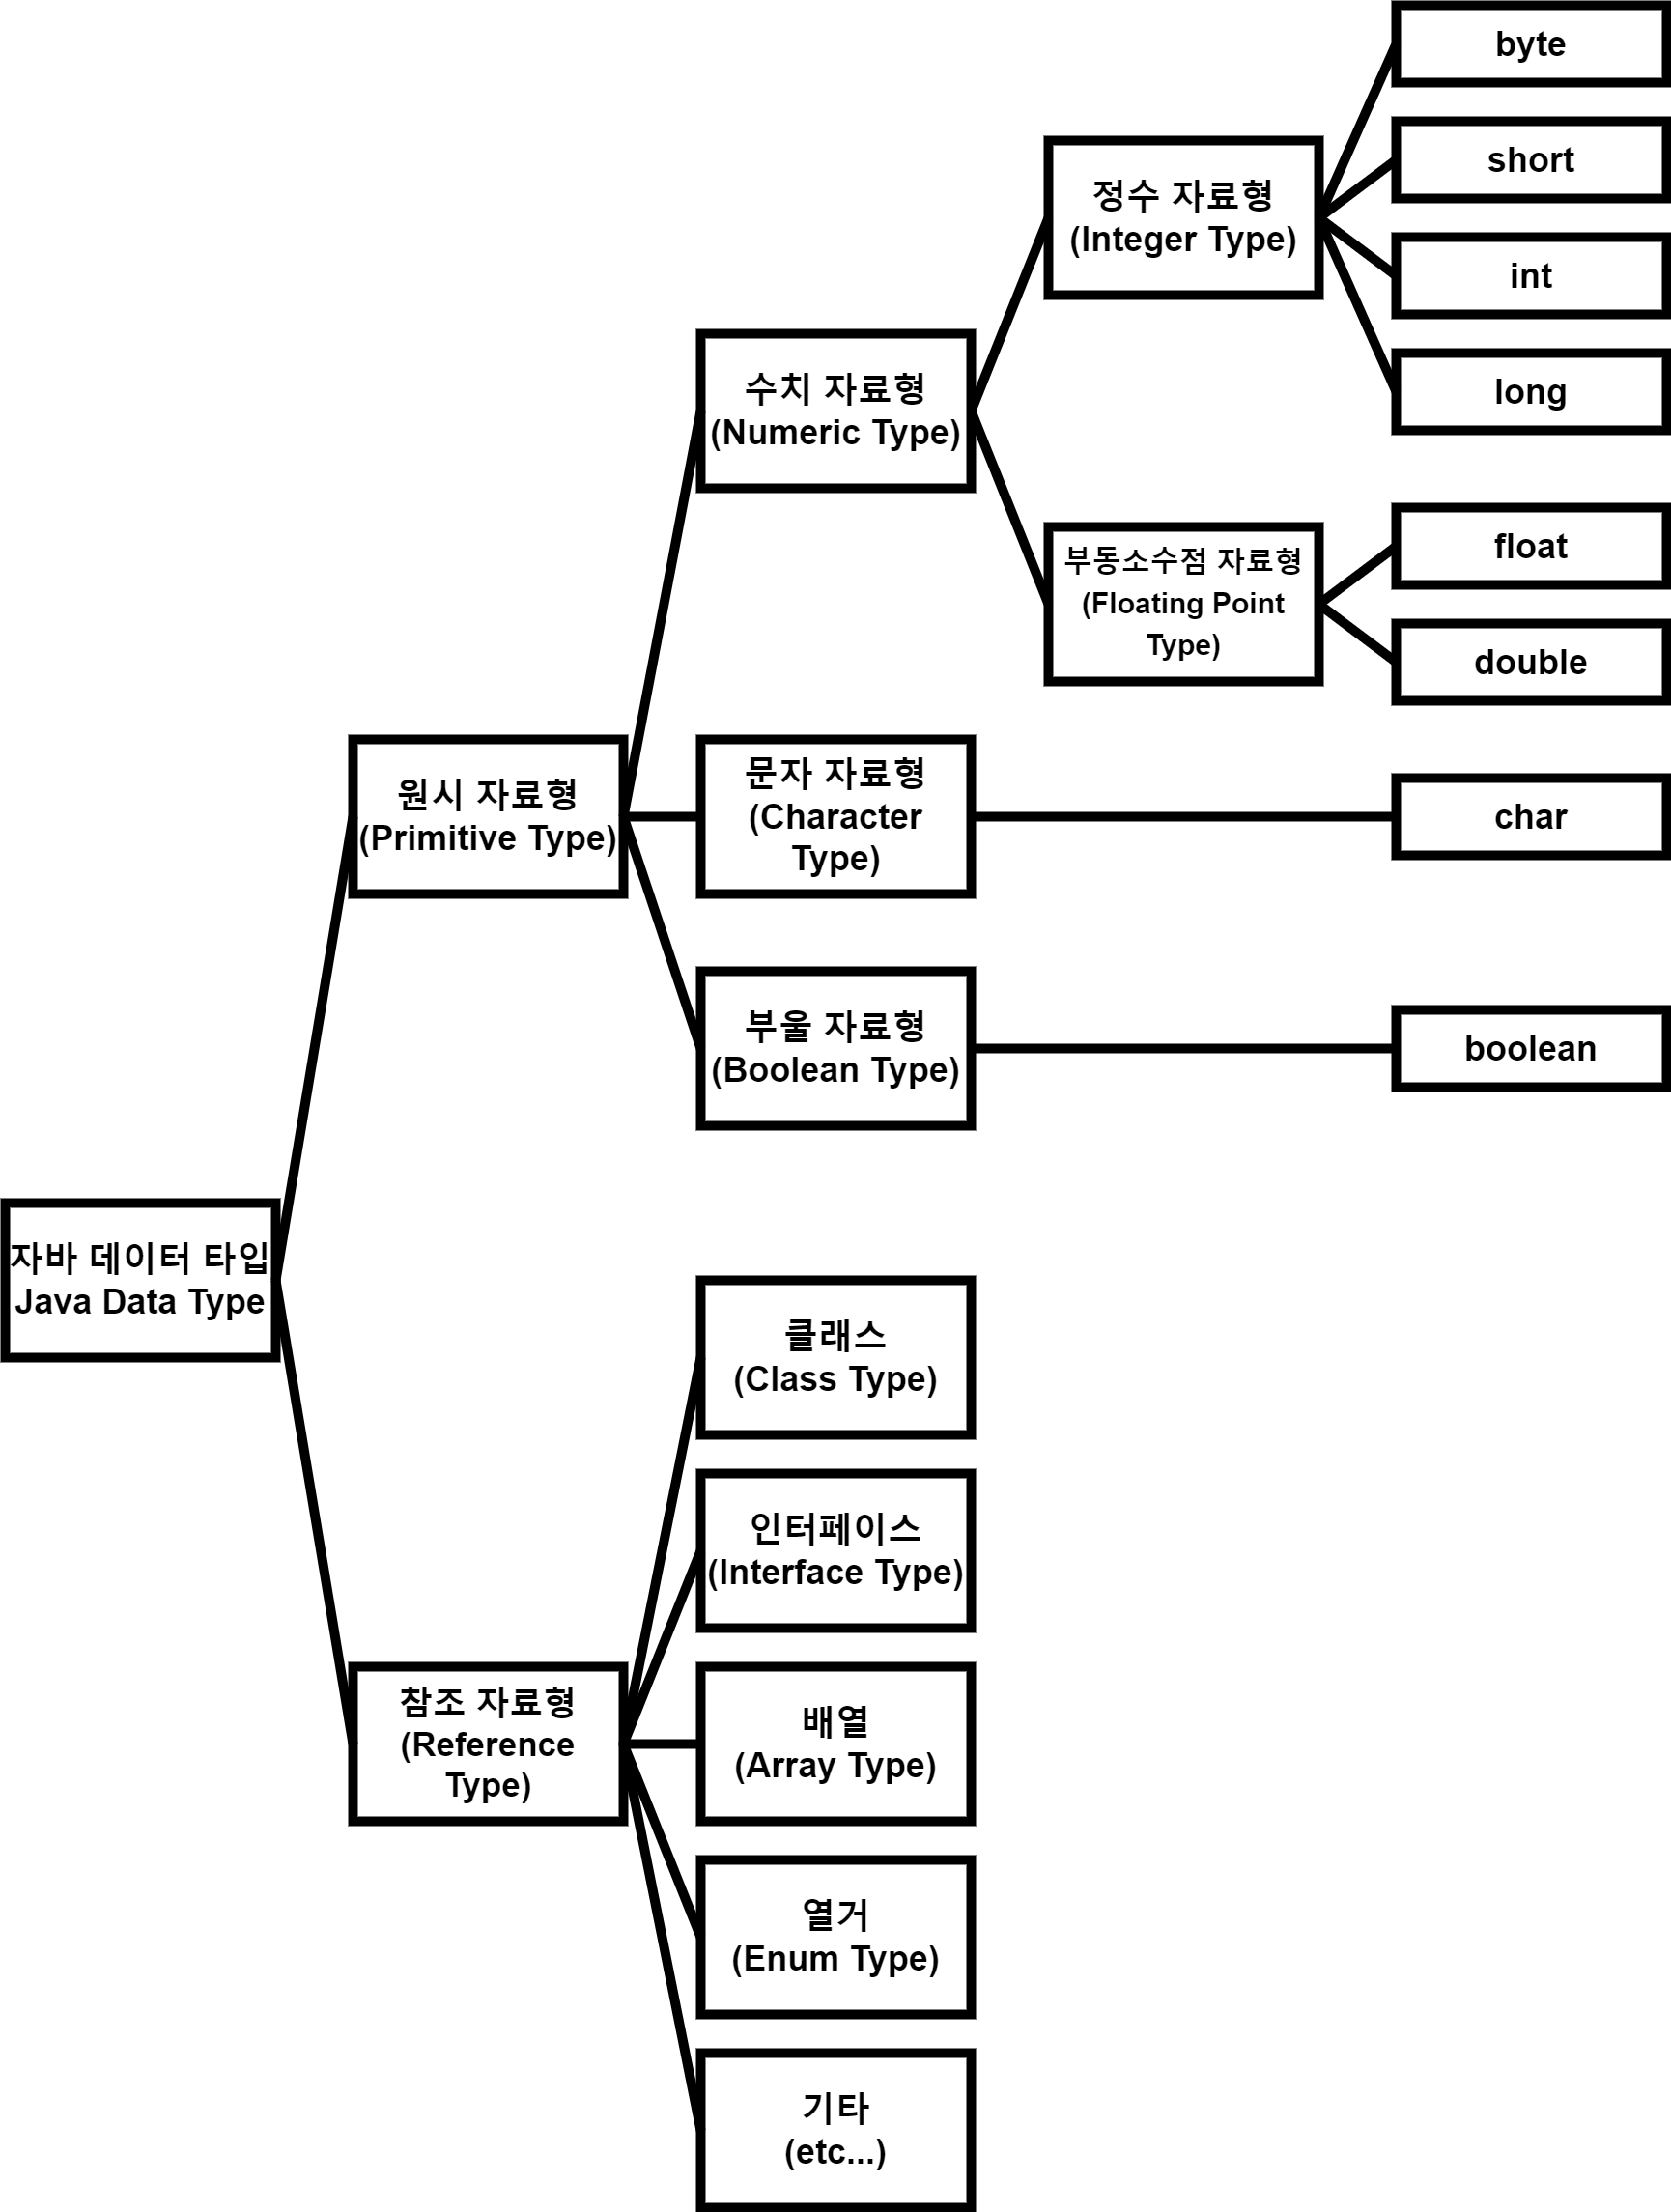 byte
short
정수 자료형
(Integer Type)
int
수치 자료형
(Numeric Type)
long
float
부동소수점 자료형
(Floating Point
Type)
double
원시 자료형
(Primitive Type)
문자 자료형
(Character
Type)
char
부울 자료형
(Boolean Type)
boolean
자바 데이터 타입
Java Data Type
클래스
(Class Type)
인터페이스
(Interface Type)
참조 자료형
(Reference
Type)
배열
(Array Type)
열거
(Enum Type)
기타
(etc...)